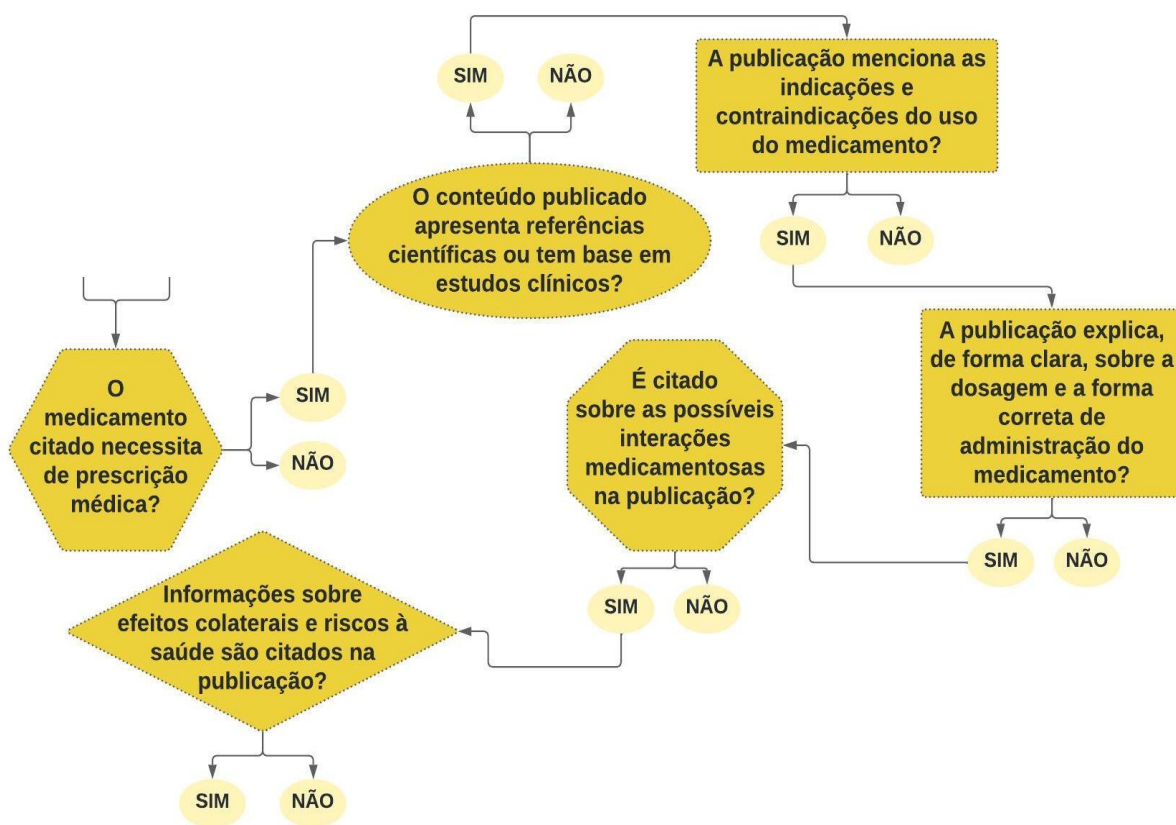 O
medicamento
citado necessita
de prescrição
médica?
SIM
NÃO
O conteúdo publicado
apresenta referências
científicas ou tem base em
estudos clínicos?
SIM
NÃO
A publicação menciona as
indicações e
contraindicações do uso
do medicamento?
SIM
NÃO
A publicação explica,
de forma clara, sobre a
dosagem e a forma
correta de
administração do
medicamento?
SIM
NÃO
É citado
sobre as possíveis
interações
medicamentosas
na publicação?
SIM
NÃO
Informações sobre
efeitos colaterais e riscos à
saúde são citados na
publicação?
SIM
NÃO